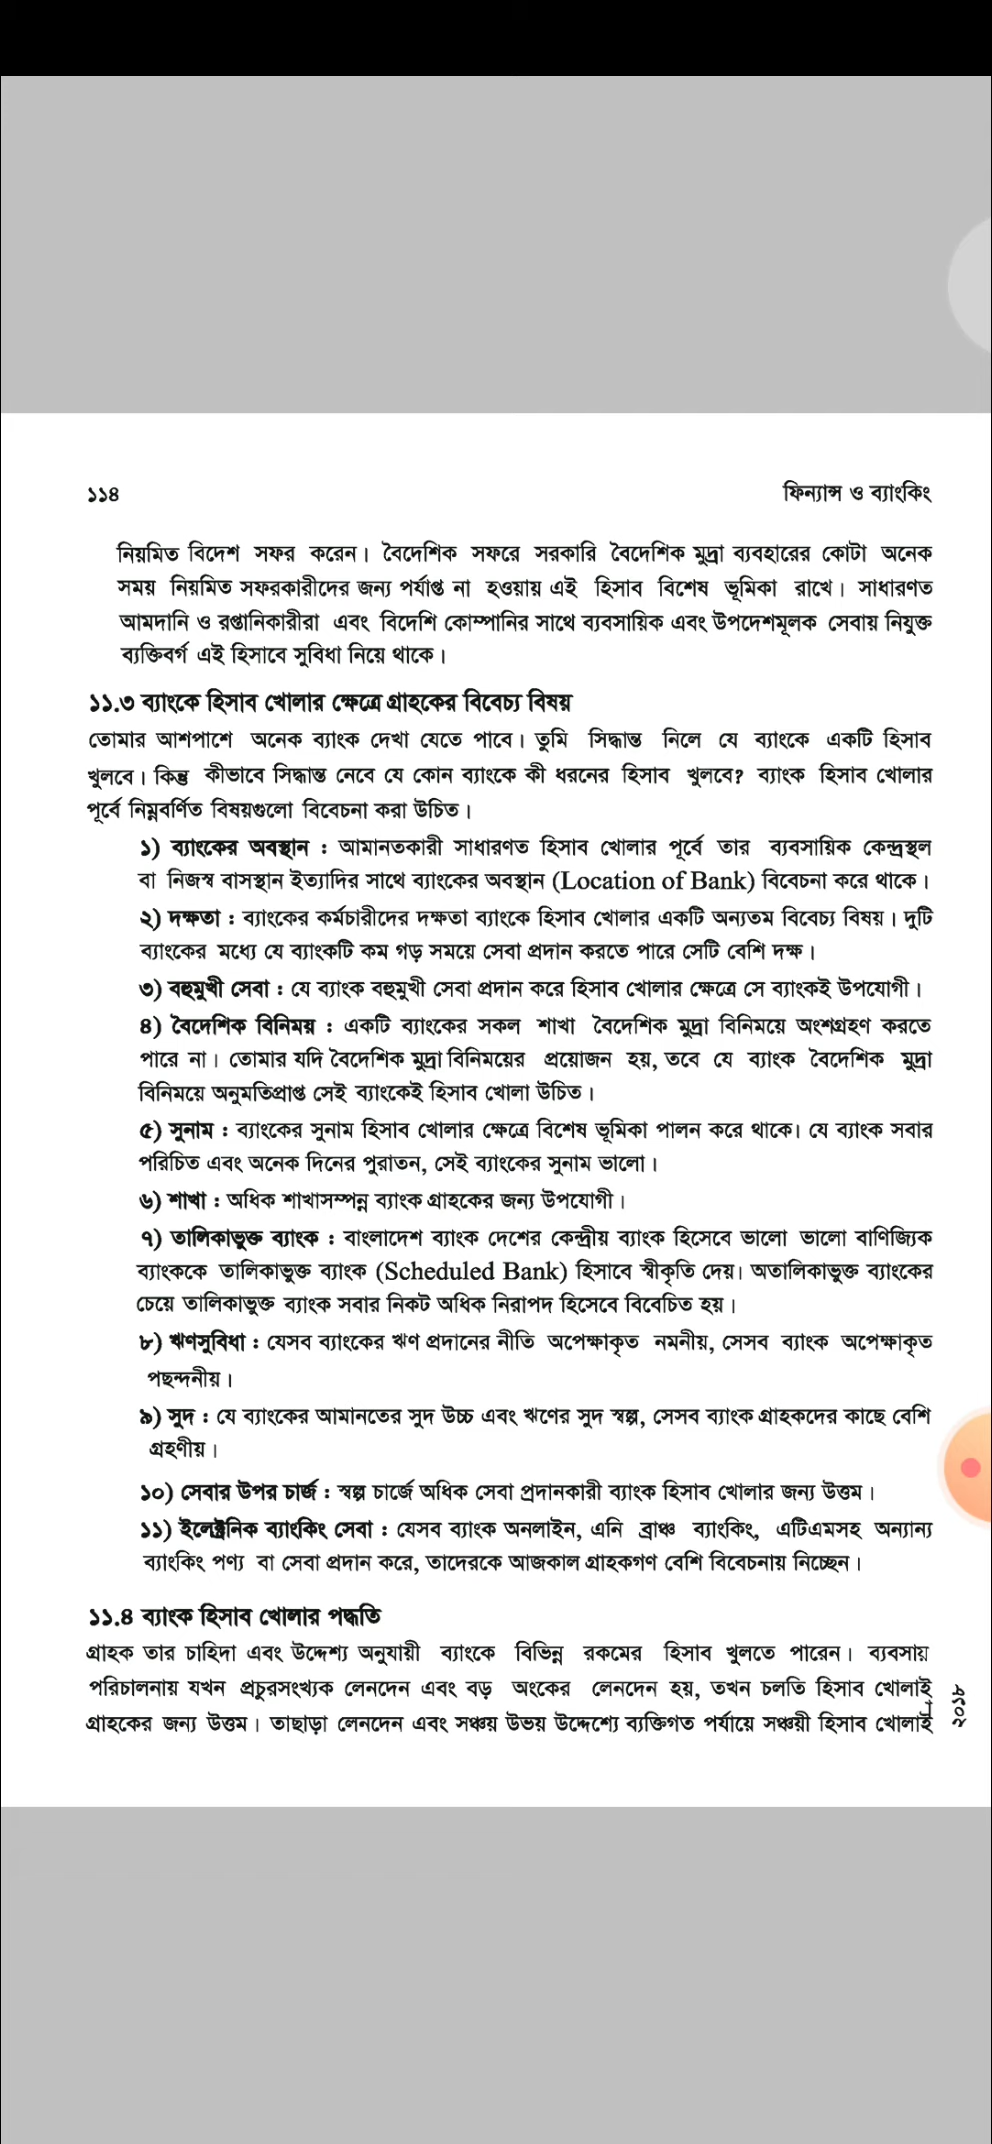 ১১৪
ফিন্যান্স ও ব্যাংকিং
নিয়মিত বিদেশ সফর করেন। বৈদেশিক সফরে সরকারি বৈদেশিক মুদ্রা ব্যবহারের কোটা অনেক
সময় নিয়মিত সফরকারীদের জন্য পর্যাপ্ত না হওয়ায় এই হিসাব বিশেষ ভূমিকা রাখে। সাধারণত
আমদানি ও রপ্তানিকারীরা এবং বিদেশি কোম্পানির সাথে ব্যবসায়িক এবং উপদেশমূলক সেবায় নিযুক্ত
ব্যক্তিবর্গ এই হিসাবে সুবিধা নিয়ে থাকে।
১১.৩ ব্যাংকে হিসাব খোলার ক্ষেত্রে গ্রাহকের বিবেচ্য বিষয়
তোমার আশপাশে অনেক ব্যাংক দেখা যেতে পাবে। তুমি সিদ্ধান্ত নিলে যে ব্যাংকে একটি হিসাব
খুলবে। কিন্তু কীভাবে সিদ্ধান্ত নেবে যে কোন ব্যাংকে কী ধরনের হিসাব খুলবে? ব্যাংক হিসাব খোলার
পূর্বে নিম্নবর্ণিত বিষয়গুলো বিবেচনা করা উচিত।
১) ব্যাংকের অবস্থান : আমানতকারী সাধারণত হিসাব খোলার পূর্বে তার ব্যবসায়িক কেন্দ্রস্থল
বা নিজস্ব বাসস্থান ইত্যাদির সাথে ব্যাংকের অবস্থান (Location of Bank) বিবেচনা করে থাকে।
২) দক্ষতা : ব্যাংকের কর্মচারীদের দক্ষতা ব্যাংকে হিসাব খোলার একটি অন্যতম বিবেচ্য বিষয়। দুটি
ব্যাংকের মধ্যে যে ব্যাংকটি কম গড় সময়ে সেবা প্রদান করতে পারে সেটি বেশি দক্ষ।
৩) বহুমুখী সেবা : যে ব্যাংক বহুমুখী সেবা প্রদান করে হিসাব খোলার ক্ষেত্রে সে ব্যাংকই উপযোগী।
৪) বৈদেশিক বিনিময় : একটি ব্যাংকের সকল শাখা বৈদেশিক মুদ্রা বিনিময়ে অংশগ্রহণ করতে
পারে না। তোমার যদি বৈদেশিক মুদ্রা বিনিময়ের প্রয়োজন হয়, তবে যে ব্যাংক বৈদেশিক মুদ্রা
বিনিময়ে অনুমতিপ্রাপ্ত সেই ব্যাংকেই হিসাব খোলা উচিত।
৫) সুনাম : ব্যাংকের সুনাম হিসাব খোলার ক্ষেত্রে বিশেষ ভূমিকা পালন করে থাকে। যে ব্যাংক সবার
পরিচিত এবং অনেক দিনের পুরাতন, সেই ব্যাংকের সুনাম ভালো।
৬) শাখা : অধিক শাখাসম্পন্ন ব্যাংক গ্রাহকের জন্য উপযোগী।
৭) তালিকাভুক্ত ব্যাংক : বাংলাদেশ ব্যাংক দেশের কেন্দ্রীয় ব্যাংক হিসেবে ভালো ভালো বাণিজ্যিক
ব্যাংককে তালিকাভুক্ত ব্যাংক (Scheduled Bank) হিসাবে স্বীকৃতি দেয়। অতালিকাভুক্ত ব্যাংকের
চেয়ে তালিকাভুক্ত ব্যাংক সবার নিকট অধিক নিরাপদ হিসেবে বিবেচিত হয়।
৮) ঋণসুবিধা : যেসব ব্যাংকের ঋণ প্রদানের নীতি অপেক্ষাকৃত নমনীয়, সেসব ব্যাংক অপেক্ষাকৃত
পছন্দনীয়।
৯) সুদ : যে ব্যাংকের আমানতের সুদ উচ্চ এবং ঋণের সুদ স্বল্প, সেসব ব্যাংক গ্রাহকদের কাছে বেশি
গ্রহণীয়।
১০) সেবার উপর চার্জ : স্বল্প চার্জে অধিক সেবা প্রদানকারী ব্যাংক হিসাব খোলার জন্য উত্তম।
১১) ইলেক্ট্রনিক ব্যাংকিং সেবা : যেসব ব্যাংক অনলাইন, এনি ব্রাঞ্চ ব্যাংকিং, এটিএমসহ অন্যান্য
ব্যাংকিং পণ্য বা সেবা প্রদান করে, তাদেরকে আজকাল গ্রাহকগণ বেশি বিবেচনায় নিচ্ছেন।
১১.৪ ব্যাংক হিসাব খোলার পদ্ধতি
গ্রাহক তার চাহিদা এবং উদ্দেশ্য অনুযায়ী ব্যাংকে বিভিন্ন রকমের হিসাব খুলতে পারেন। ব্যবসায়
পরিচালনায় যখন প্রচুরসংখ্যক লেনদেন এবং বড় অংকের লেনদেন হয়, তখন চলতি হিসাব খোলাই
গ্রাহকের জন্য উত্তম। তাছাড়া লেনদেন এবং সঞ্চয় উভয় উদ্দেশ্যে ব্যক্তিগত পর্যায়ে সঞ্চয়ী হিসাব খোলাই
২০১৮